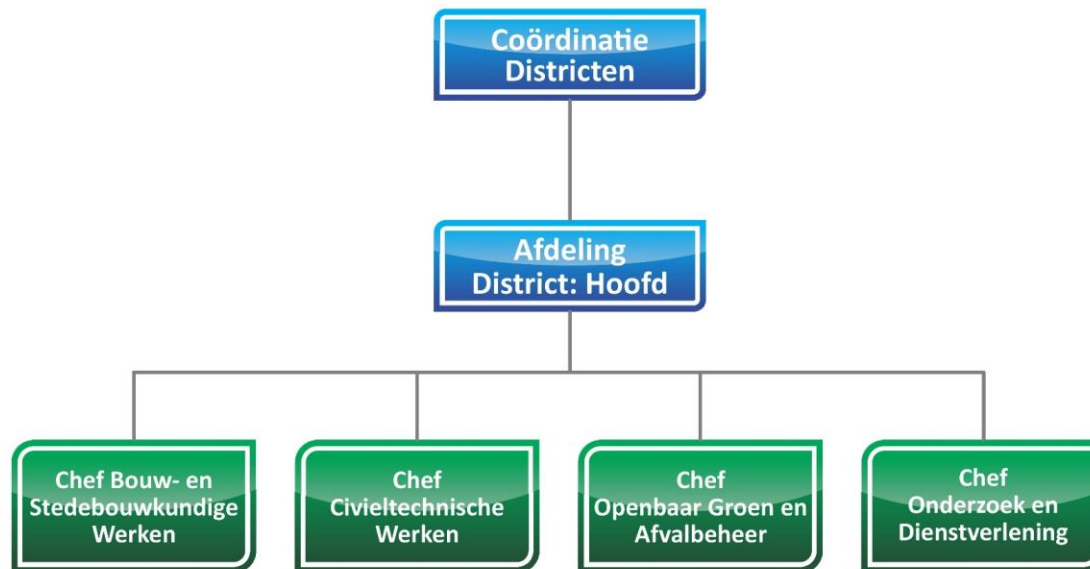 Coördinatie
Districten
Afdeling
District: Hoofd
Chef Bouw- en
Stedebouwkundige
Werken
Chef
Civieltechnische
Werken
Chef
Openbaar Groen en
Afvalbeheer
Chef
Onderzoek en
Dienstverlening